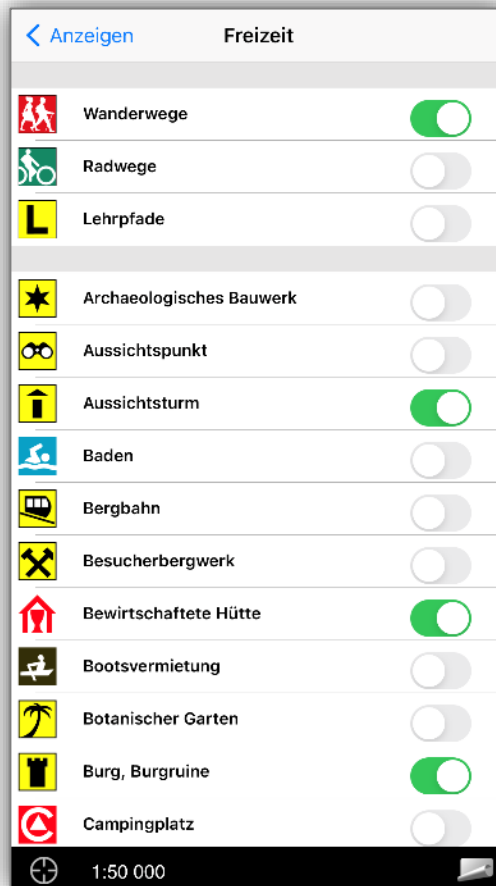 Anzeigen Freizeit
Wanderwege
Radwege
L Lehrpfade
Archaeologisches Bauwerk
Aussichtspunkt
Aussichtsturm
Baden
Bergbahn
Besucherbergwerk
Bewirtschaftete Hütte
Bootsvermietung
Botanischer Garten
Burg, Burgruine
Campingplatz
1:50 000